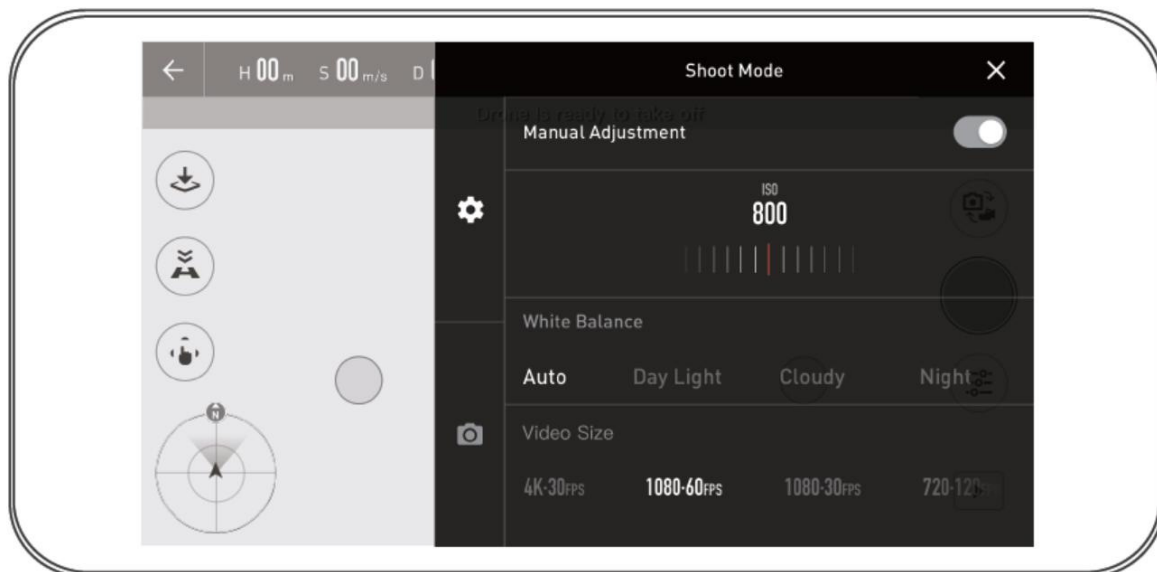 H 00 m S 00 m/s D
Shoot Mode
Drone is ready to take off
Manual Adjustment
ISO
800
White Balance
Auto Day Light Cloudy Night
Video Size
4K-30FPS 1080-60FPS 1080-30FPS 720-120FPS
N